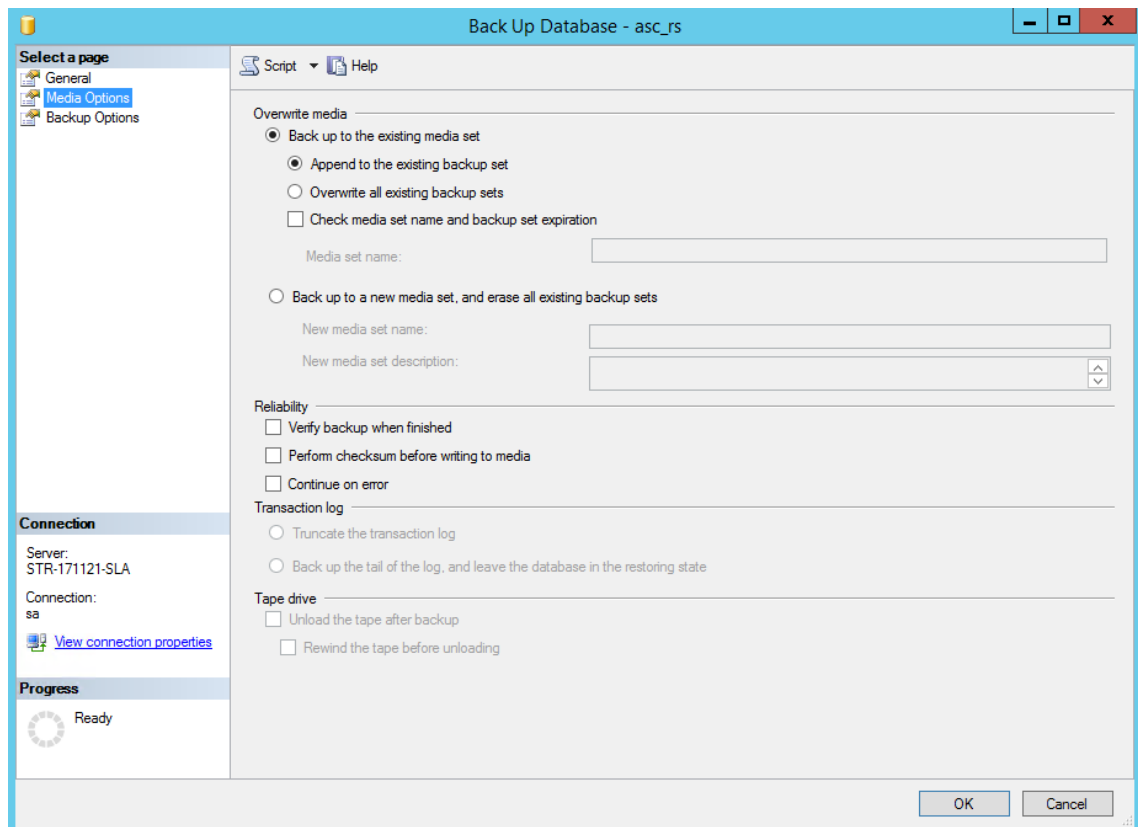 Back Up Database - asc_rs
Select a page
General
Media Options
Backup Options
Script
Help
Overwrite media
Back up to the existing media set
Append to the existing backup set
Overwrite all existing backup sets
Check media set name and backup set expiration
Media set name:
Back up to a new media set, and erase all existing backup sets
New media set name:
New media set description:
Reliability
Verify backup when finished
Perform checksum before writing to media
Continue on error
Transaction log
Truncate the transaction log
Back up the tail of the log, and leave the database in the restoring state
Tape drive
Unload the tape after backup
Rewind the tape before unloading
Connection
Server:
STR-171121-SLA
Connection:
sa
View connection properties
Progress
Ready
OK
Cancel